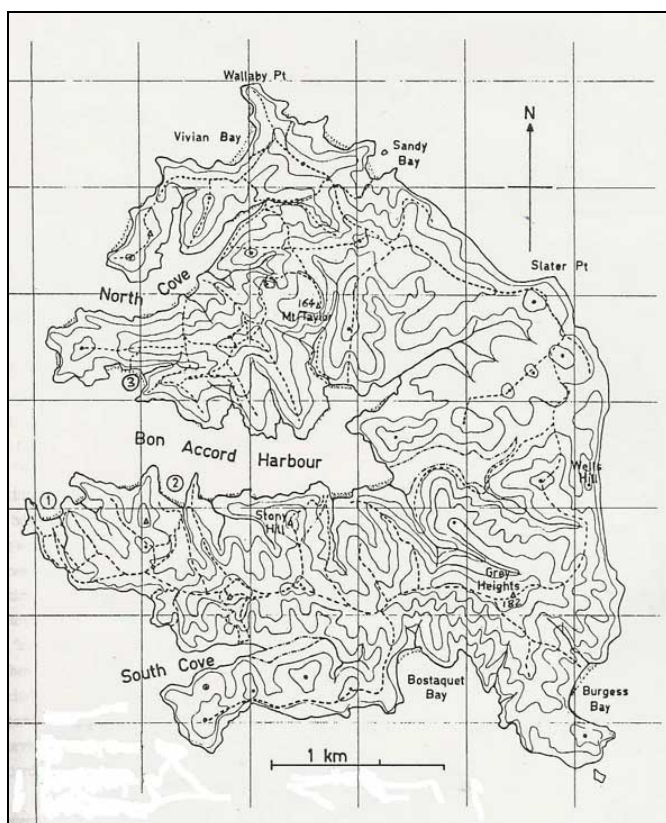 Wallaby Pt
Vivian Bay
Sandy
Bay
N
Slater Pt
North Cove
164
Mt Taylor
3
Bon Accord Harbour
1
2
Wells
Hill
Stony
Hill
Grey
Heights
182
South Cove
Bostaquet
Bay
Burgess
Bay
1 km